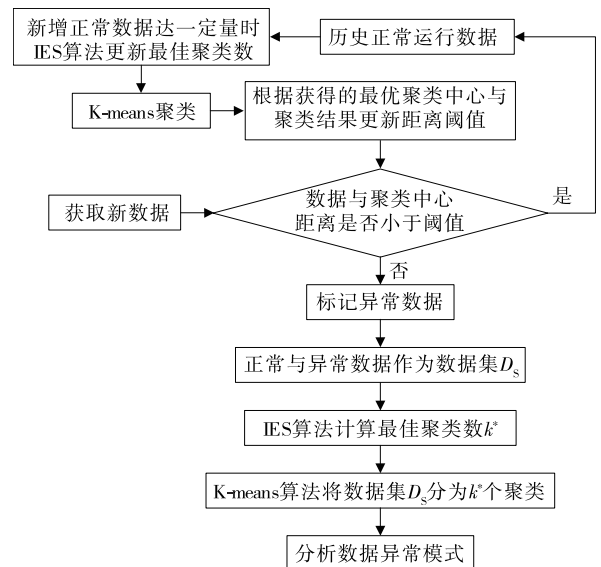 新增正常数据达一定量时
IES算法更新最佳聚类数
历史正常运行数据
K-means聚类
根据获得的最优聚类中心与
聚类结果更新距离阈值
获取新数据
数据与聚类中心
距离是否小于阈值
是
否
标记异常数据
正常与异常数据作为数据集D_S
IES算法计算最佳聚类数k*
K-means算法将数据集D_S分为k*个聚类
分析数据异常模式